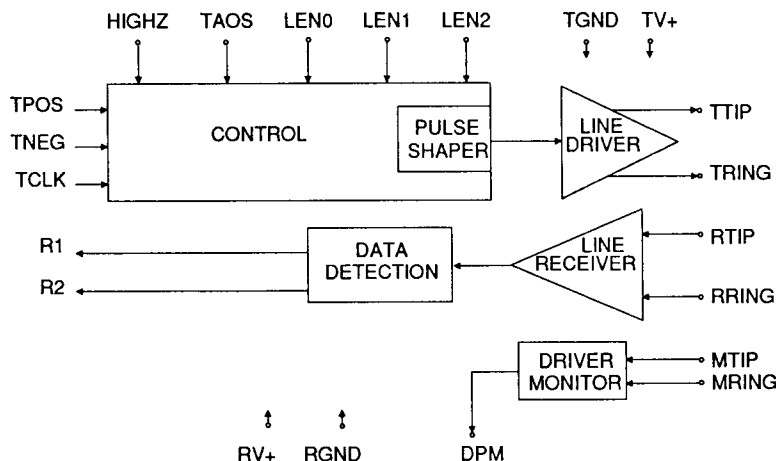 HIGHZ TAOS LEN0 LEN1 LEN2 TGND TV+
TPOS
TNEG
TCLK
CONTROL
PULSE
SHAPER
LINE
DRIVER
TTIP
TRING
R1
R2
DATA
DETECTION
LINE
RECEIVER
RTIP
RRING
DRIVER
MONITOR
MTIP
MRING
RV+ RGND DPM